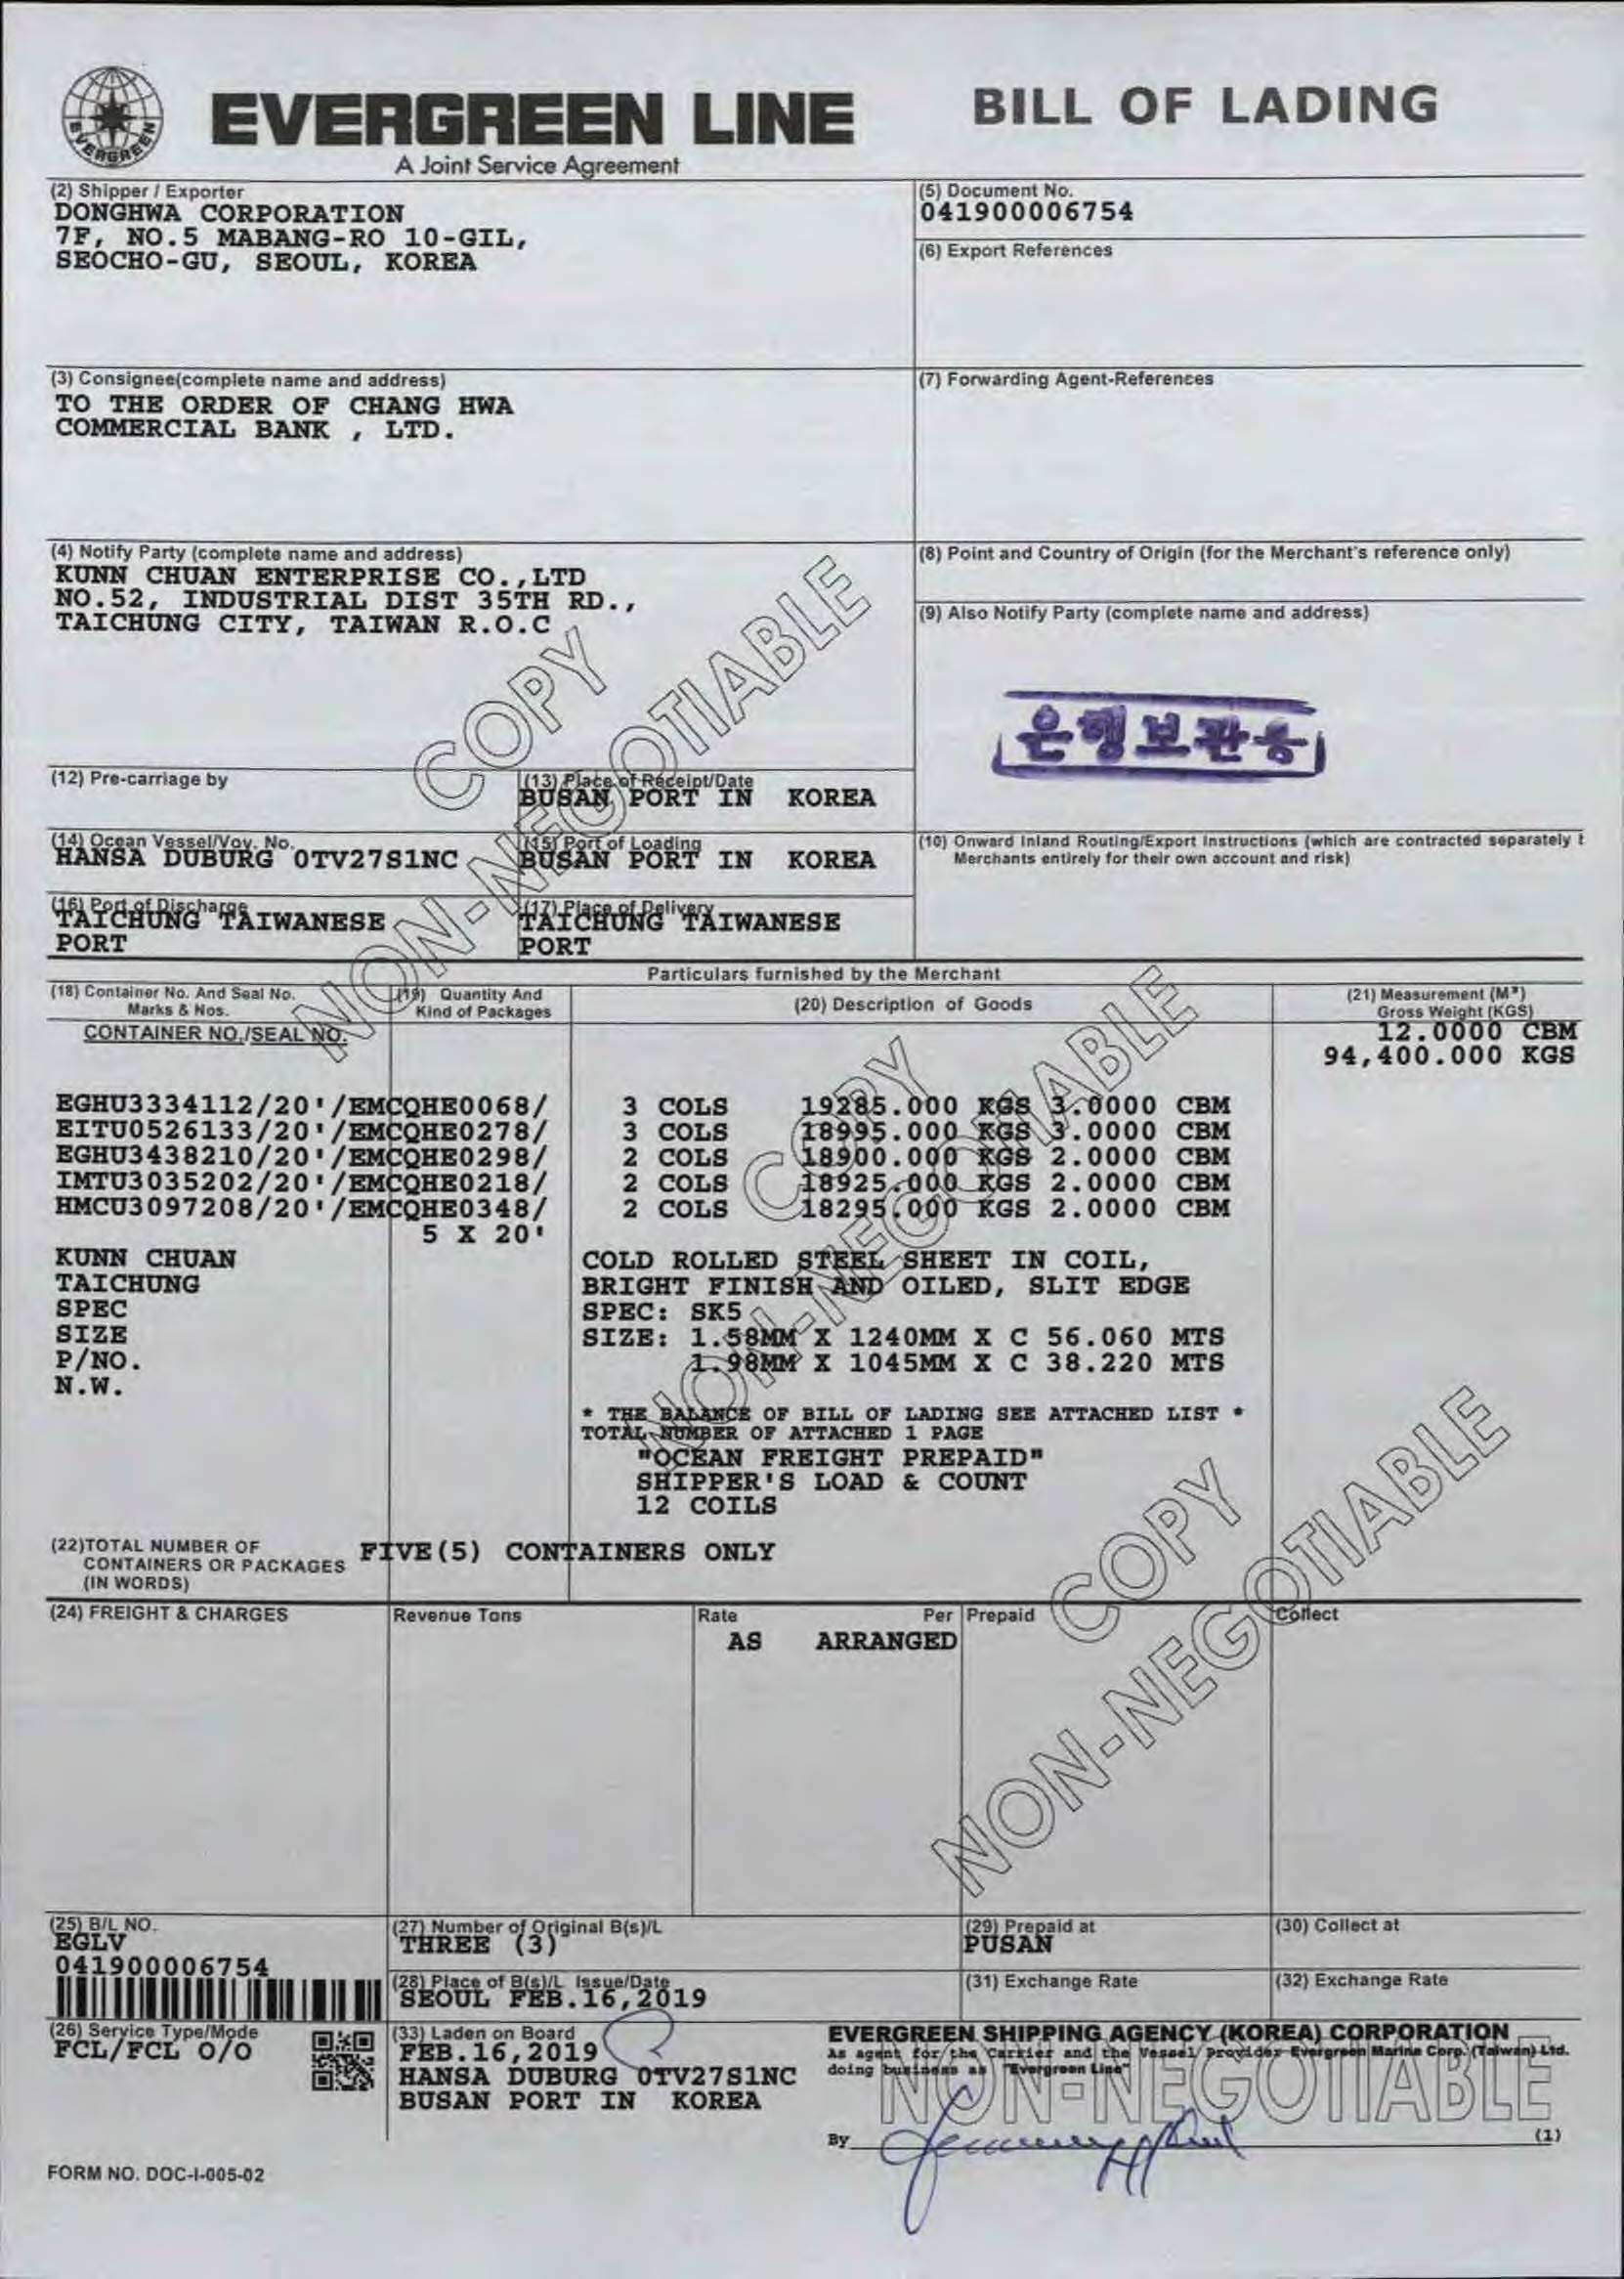 EVERGREEN
EVERGREEN LINE
A Joint Service Agreement
BILL OF LADING
(2) Shipper / Exporter
DONGHWA CORPORATION
7F, NO.5 MABANG-RO 10-GIL,
SEOCHO-GU, SEOUL, KOREA
(5) Document No.
041900006754
(6) Export References
(3) Consignee(complete name and address)
TO THE ORDER OF CHANG HWA
COMMERCIAL BANK , LTD.
(7) Forwarding Agent-References
(4) Notify Party (complete name and address)
KUNN CHUAN ENTERPRISE CO.,LTD
NO.52, INDUSTRIAL DIST 35TH RD.,
TAICHUNG CITY, TAIWAN R.O.C
(8) Point and Country of Origin (for the Merchant's reference only)
(9) Also Notify Party (complete name and address)
은행보관용
COPY
NON-NEGOTIABLE
(12) Pre-carriage by
(13) Place of Receipt/Date
BUSAN PORT IN KOREA
(14) Ocean Vessel/Voy. No.
HANSA DUBURG 0TV27S1NC
(15) Port of Loading
BUSAN PORT IN KOREA
(10) Onward Inland Routing/Export Instructions (which are contracted separately
Merchants entirely for their own account and risk)
(16) Port of Discharge
TAICHUNG TAIWANESE
PORT
(17) Place of Delivery
TAICHUNG TAIWANESE
PORT
Particulars furnished by the Merchant
(18) Container No. And Seal No.
Marks & Nos.
(19) Quantity And
Kind of Packages
(20) Description of Goods
(21) Measurement (M³)
Gross Weight (KGS)
CONTAINER NO./SEAL NO.
12.0000 CBM
94,400.000 KGS
EGHU3334112/20'/EMCQHE0068/ 3 COLS 19285.000 KGS 3.0000 CBM
EITU0526133/20'/EMCQHE0278/ 3 COLS 18995.000 KGS 3.0000 CBM
EGHU3438210/20'/EMCQHE0298/ 2 COLS 18900.000 KGS 2.0000 CBM
IMTU3035202/20'/EMCQHE0218/ 2 COLS 18925.000 KGS 2.0000 CBM
HMCU3097208/20'/EMCQHE0348/ 2 COLS 18295.000 KGS 2.0000 CBM
5 X 20'
KUNN CHUAN
TAICHUNG
SPEC
SIZE
P/NO.
N.W.
COLD ROLLED STEEL SHEET IN COIL,
BRIGHT FINISH AND OILED, SLIT EDGE
SPEC: SK5
SIZE: 1.58MM X 1240MM X C 56.060 MTS
1.98MM X 1045MM X C 38.220 MTS
* THE BALANCE OF BILL OF LADING SEE ATTACHED LIST *
TOTAL NUMBER OF ATTACHED 1 PAGE
"OCEAN FREIGHT PREPAID"
SHIPPER'S LOAD & COUNT
12 COILS
COPY
NON-NEGOTIABLE
(22)TOTAL NUMBER OF
CONTAINERS OR PACKAGES
(IN WORDS)
FIVE(5) CONTAINERS ONLY
(24) FREIGHT & CHARGES
Revenue Tons
Rate
Per
Prepaid
Collect
AS ARRANGED
COPY
NON-NEGOTIABLE
(25) B/L NO.
EGLV
041900006754
(27) Number of Original B(s)/L
THREE (3)
(29) Prepaid at
PUSAN
(30) Collect at
(28) Place of B(s)/L Issue/Date
SEOUL FEB.16,2019
(31) Exchange Rate
(32) Exchange Rate
(26) Service Type/Mode
FCL/FCL O/O
(33) Laden on Board
FEB.16,2019
HANSA DUBURG 0TV27S1NC
BUSAN PORT IN KOREA
EVERGREEN SHIPPING AGENCY (KOREA) CORPORATION
As agent for the Carrier and the Vessel Provider Evergreen Marine Corp. (Taiwan) Ltd.
doing business as "Evergreen Line"
NON-NEGOTIABLE
By
(1)
FORM NO. DOC-I-005-02